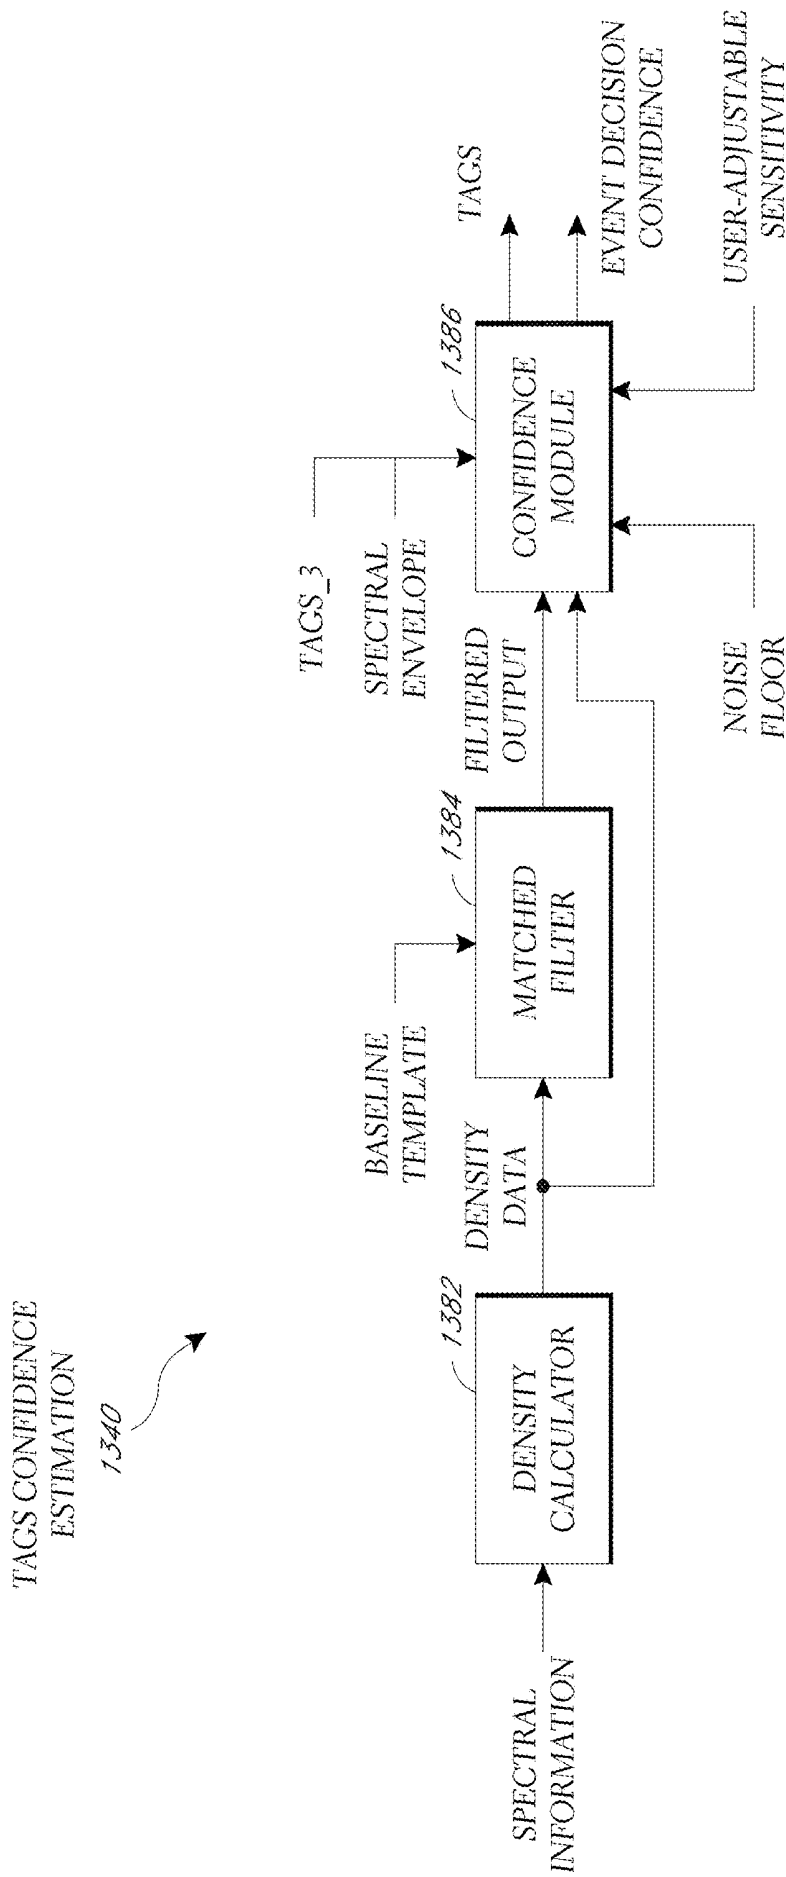 TAGS CONFIDENCE
ESTIMATION
1340
SPECTRAL
INFORMATION
1382
DENSITY
CALCULATOR
DENSITY
DATA
BASELINE
TEMPLATE
1384
MATCHED
FILTER
FILTERED
OUTPUT
TAGS_3
SPECTRAL
ENVELOPE
1386
CONFIDENCE
MODULE
NOISE
FLOOR
TAGS
EVENT DECISION
CONFIDENCE
USER-ADJUSTABLE
SENSITIVITY